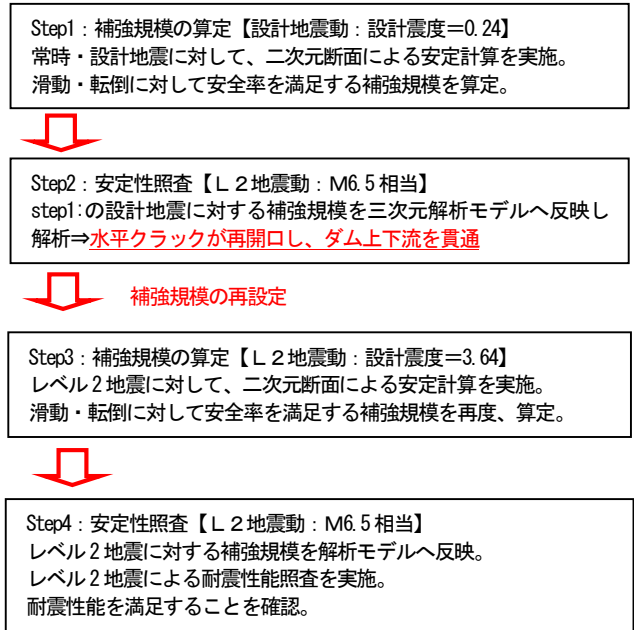 Step1：補強規模の算定【設計地震動：設計震度＝0.24】
常時・設計地震に対して、二次元断面による安定計算を実施。
滑動・転倒に対して安全率を満足する補強規模を算定。
Step2：安定性照査【Ｌ２地震動：Ｍ6.5相当】
step1:の設計地震に対する補強規模を三次元解析モデルへ反映し
解析⇒水平クラックが再開口し、ダム上下流を貫通
補強規模の再設定
Step3：補強規模の算定【Ｌ２地震動：設計震度＝3.64】
レベル2地震に対して、二次元断面による安定計算を実施。
滑動・転倒に対して安全率を満足する補強規模を再度、算定。
Step4：安定性照査【Ｌ２地震動：Ｍ6.5相当】
レベル2地震に対する補強規模を解析モデルへ反映。
レベル2地震による耐震性能照査を実施。
耐震性能を満足することを確認。